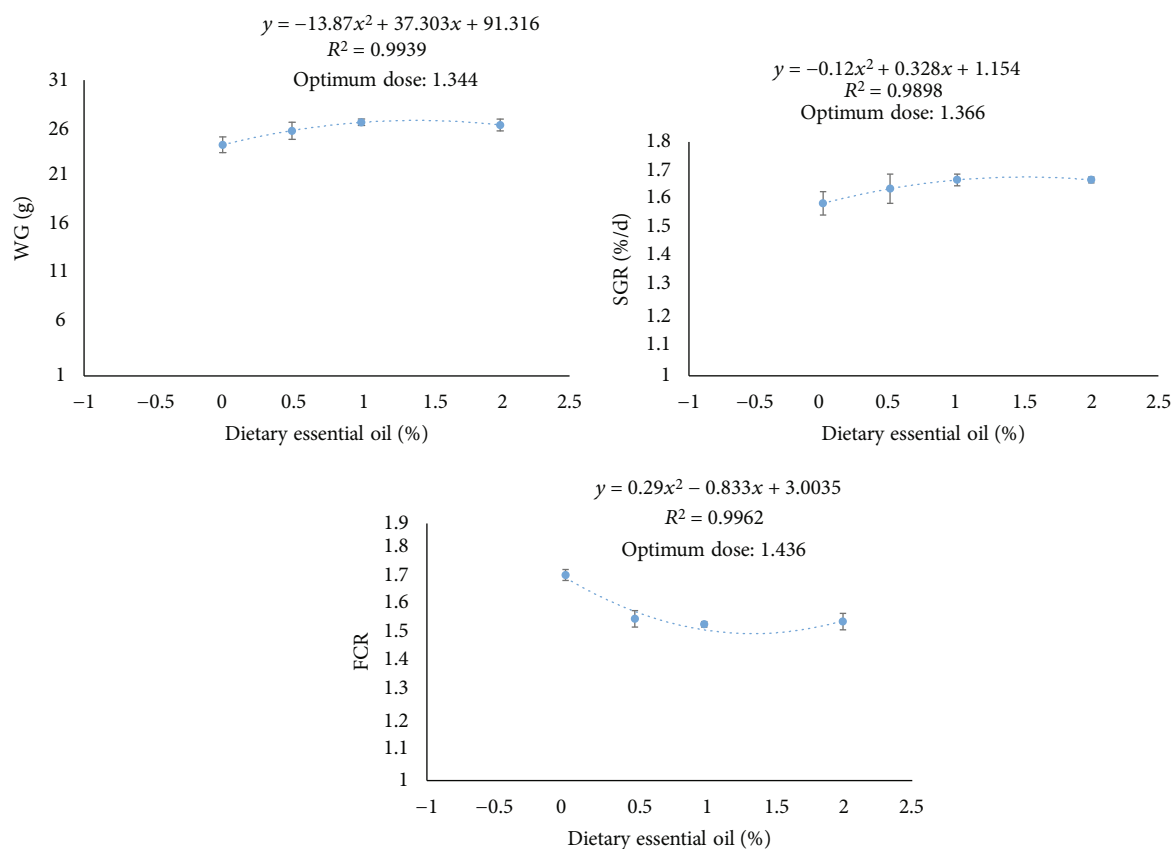 y = −13.87x² + 37.303x + 91.316
R² = 0.9939
Optimum dose: 1.344
31
26
21
16
11
6
1
WG (g)
−1 −0.5 0 0.5 1 1.5 2 2.5
Dietary essential oil (%)
y = −0.12x² + 0.328x + 1.154
R² = 0.9898
Optimum dose: 1.366
1.8
1.7
1.6
1.5
1.4
1.3
1.2
1.1
1
SGR (%/d)
−1 −0.5 0 0.5 1 1.5 2 2.5
Dietary essential oil (%)
y = 0.29x² − 0.833x + 3.0035
R² = 0.9962
Optimum dose: 1.436
1.9
1.8
1.7
1.6
1.5
1.4
1.3
1.2
1.1
1
FCR
−1 −0.5 0 0.5 1 1.5 2 2.5
Dietary essential oil (%)